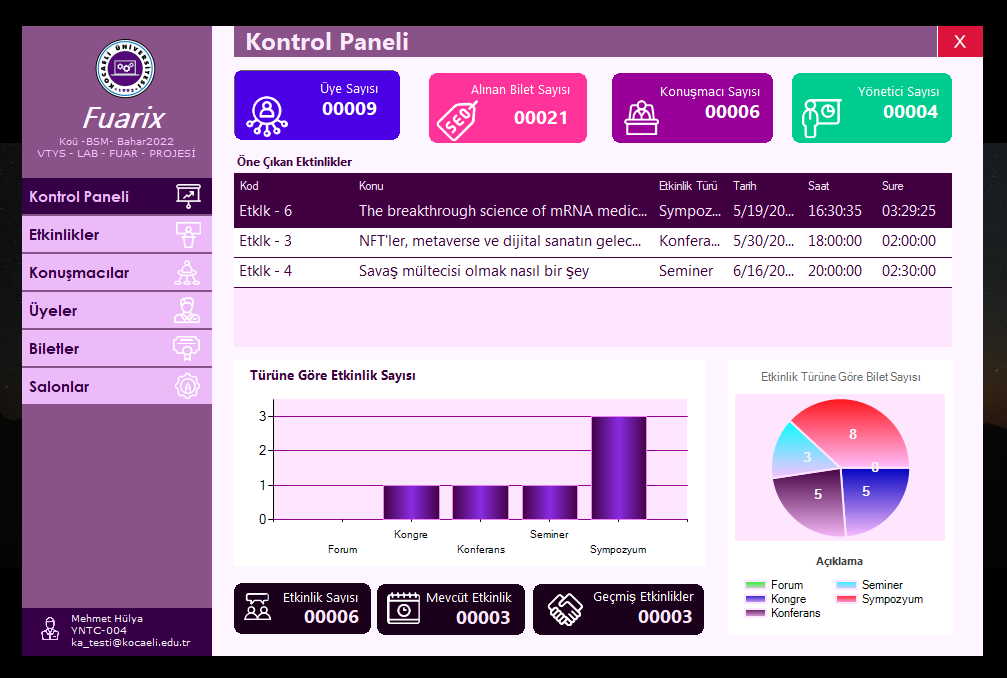 Kontrol Paneli
X
KOCAELİ ÜNİVERSİTESİ
1992
Fuarix
Koü -BSM- Bahar2022
VTYS - LAB - FUAR - PROJESİ
Kontrol Paneli
Etkinlikler
Konuşmacılar
Üyeler
Biletler
Salonlar
Mehmet Hülya
YNTC-004
ka_testi@kocaeli.edu.tr
Üye Sayısı
00009
SEO
Alınan Bilet Sayısı
00021
Konuşmacı Sayısı
00006
Yönetici Sayısı
00004
Öne Çıkan Ektinlikler
Kod Konu Etkinlik Türü Tarih Saat Sure
Etklk - 6 The breakthrough science of mRNA medic... Sympoz... 5/19/20... 16:30:35 03:29:25
Etklk - 3 NFT'ler, metaverse ve dijital sanatın gelec... Konfera... 5/30/20... 18:00:00 02:00:00
Etklk - 4 Savaş mültecisi olmak nasıl bir şey Seminer 6/16/20... 20:00:00 02:30:00
Türüne Göre Etkinlik Sayısı
3
2
1
0
Forum
Kongre
Konferans
Seminer
Sympozyum
Etkinlik Türüne Göre Bilet Sayısı
8
3
0
5
5
Açıklama
Forum
Kongre
Konferans
Seminer
Sympozyum
Etkinlik Sayısı
00006
Mevcüt Etkinlik
00003
Geçmiş Etkinlikler
00003